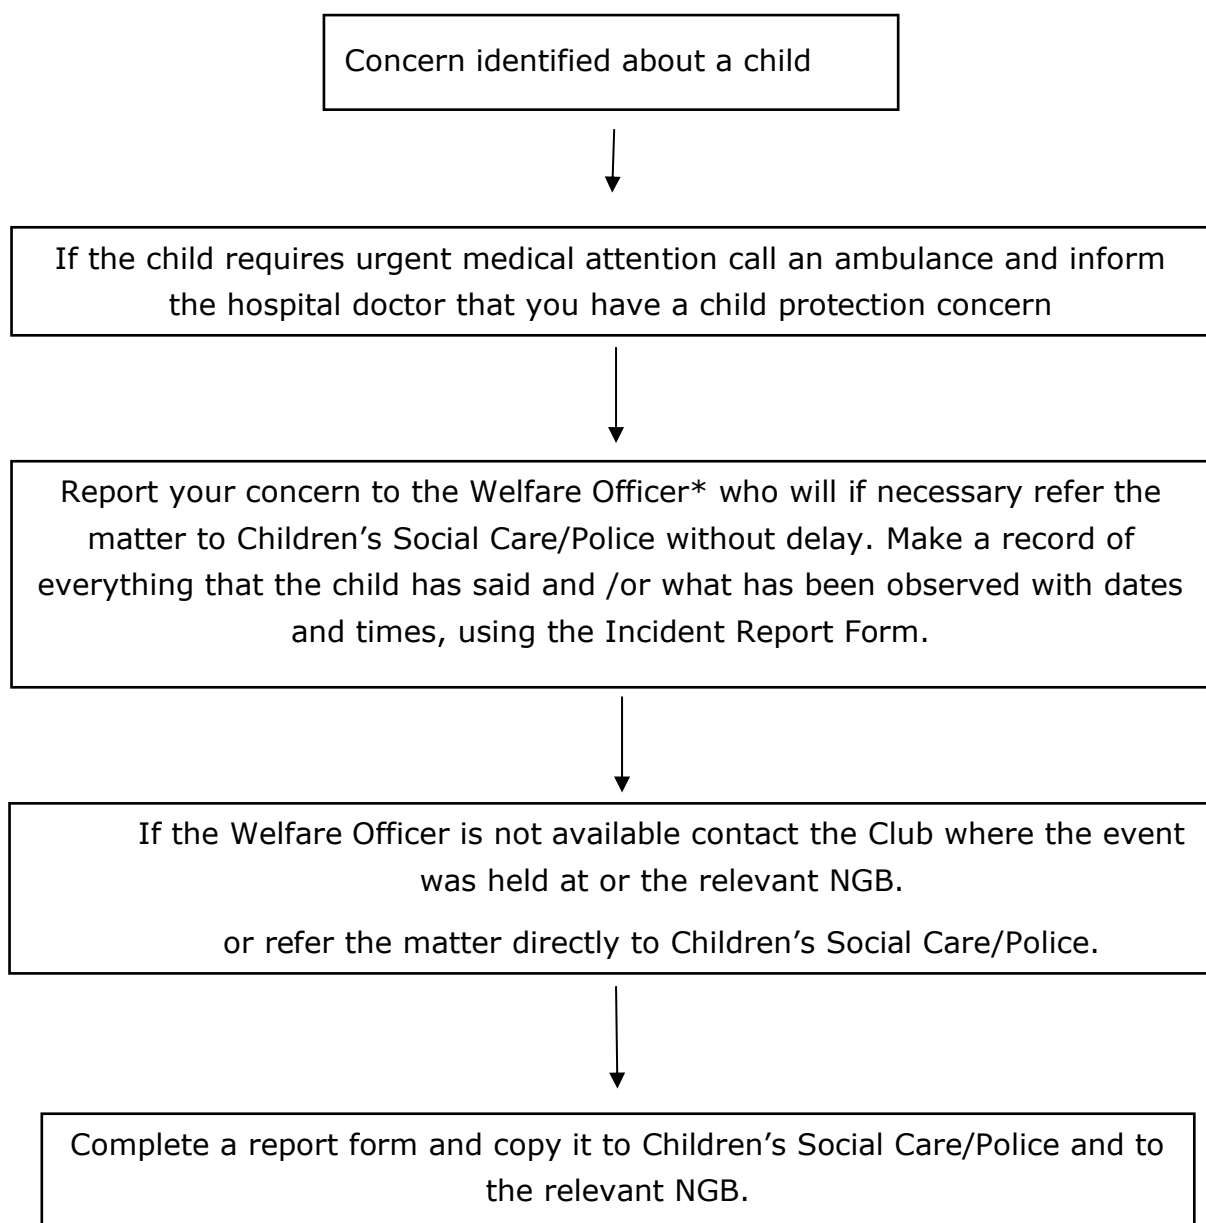 Concern identified about a child
If the child requires urgent medical attention call an ambulance and inform
the hospital doctor that you have a child protection concern
Report your concern to the Welfare Officer* who will if necessary refer the
matter to Children’s Social Care/Police without delay. Make a record of
everything that the child has said and /or what has been observed with dates
and times, using the Incident Report Form.
If the Welfare Officer is not available contact the Club where the event
was held at or the relevant NGB.
or refer the matter directly to Children’s Social Care/Police.
Complete a report form and copy it to Children’s Social Care/Police and to
the relevant NGB.